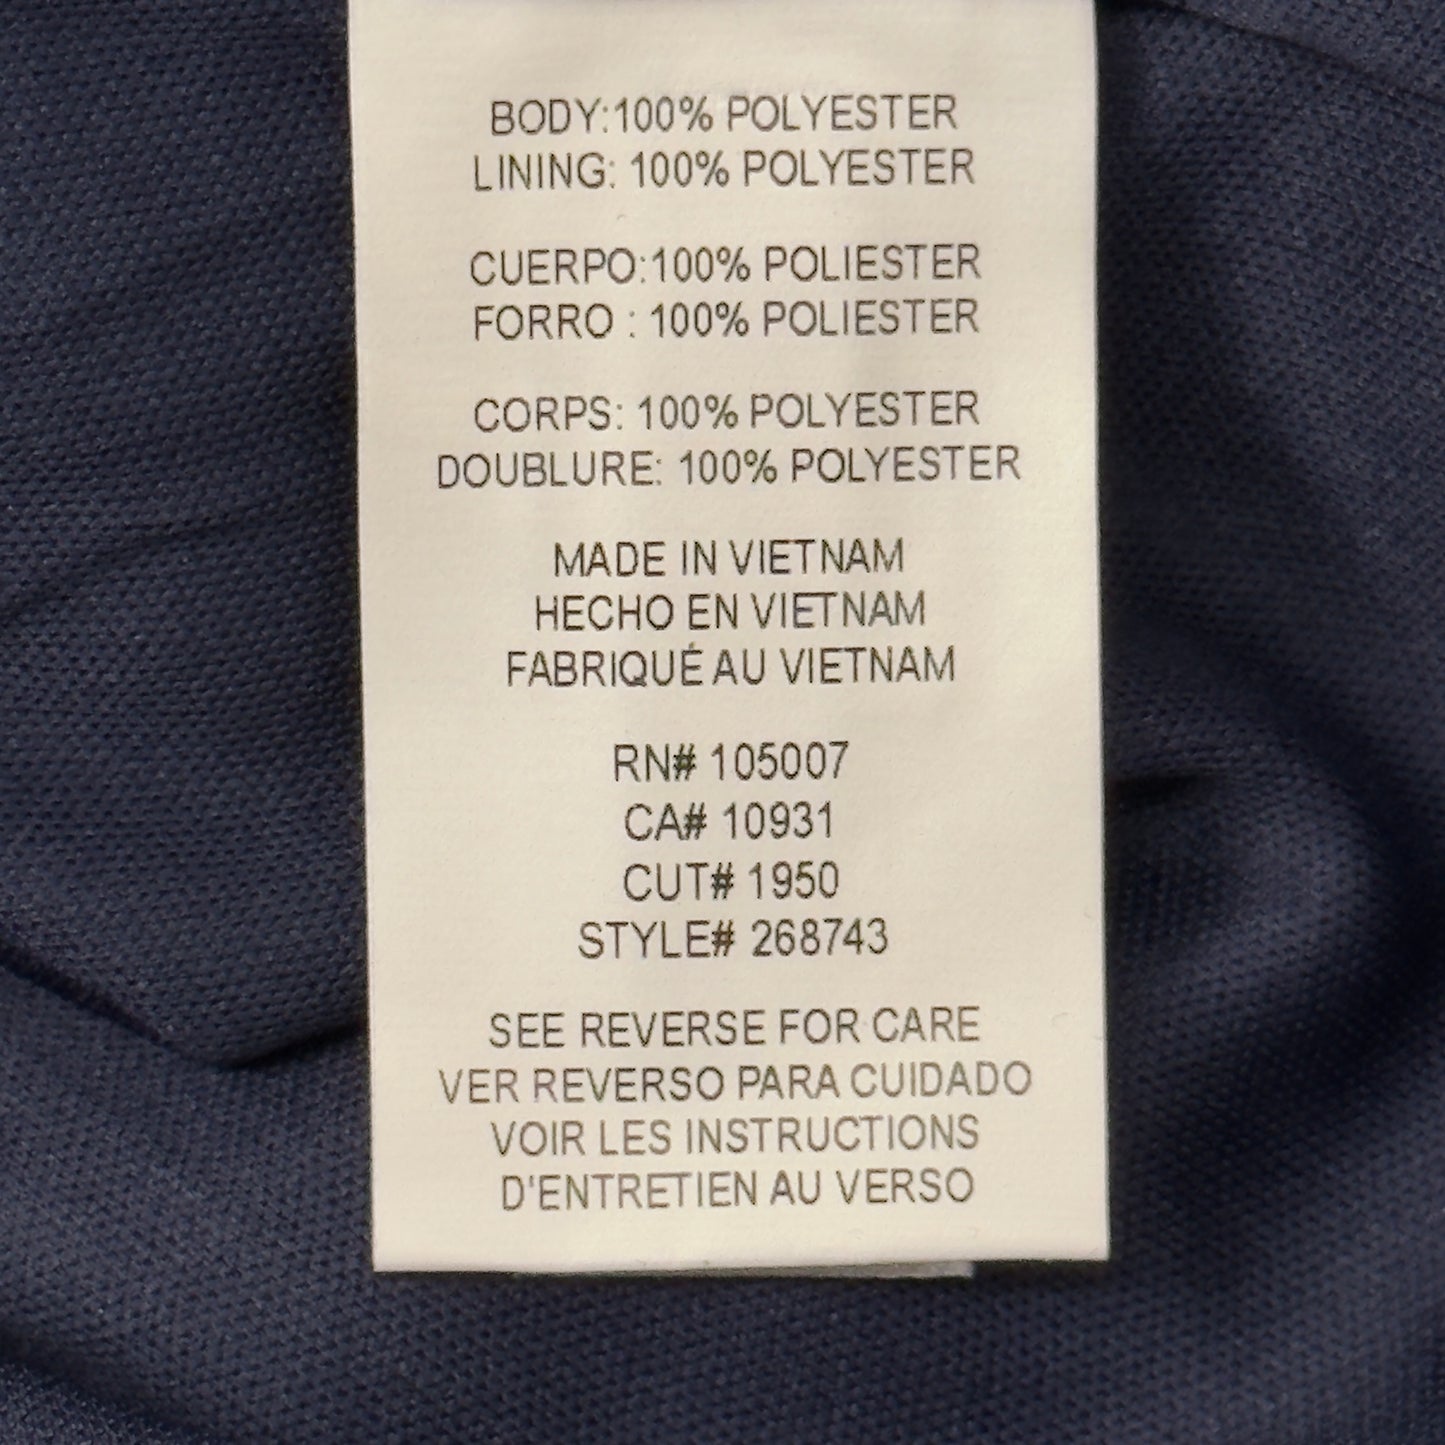 BODY:100% POLYESTER
LINING: 100% POLYESTER
CUERPO:100% POLIESTER
FORRO : 100% POLIESTER
CORPS: 100% POLYESTER
DOUBLURE: 100% POLYESTER
MADE IN VIETNAM
HECHO EN VIETNAM
FABRIQUÉ AU VIETNAM
RN# 105007
CA# 10931
CUT# 1950
STYLE# 268743
SEE REVERSE FOR CARE
VER REVERSO PARA CUIDADO
VOIR LES INSTRUCTIONS
D'ENTRETIEN AU VERSO